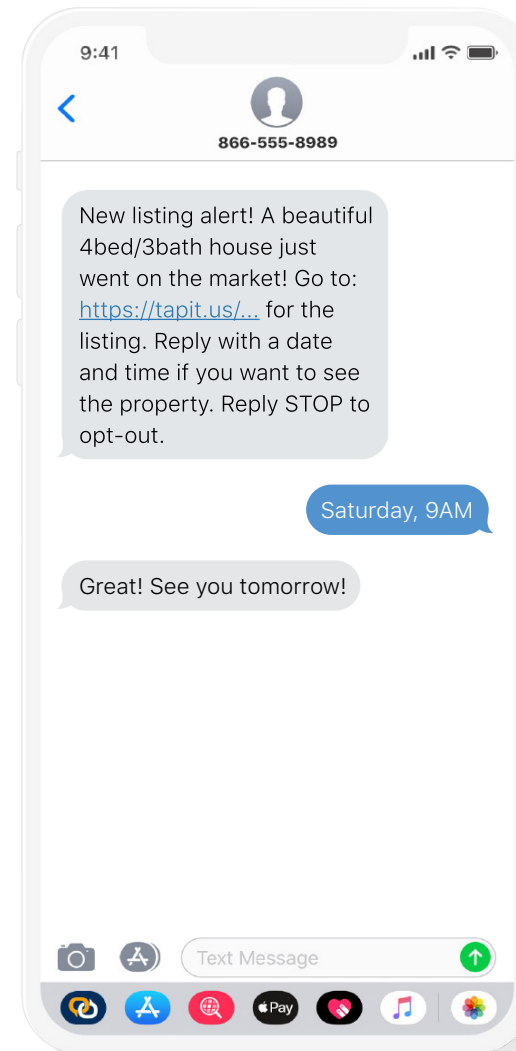 9:41
866-555-8989
New listing alert! A beautiful
4bed/3bath house just
went on the market! Go to:
https://tapit.us/... for the
listing. Reply with a date
and time if you want to see
the property. Reply STOP to
opt-out.
Saturday, 9AM
Great! See you tomorrow!
Text Message
Pay